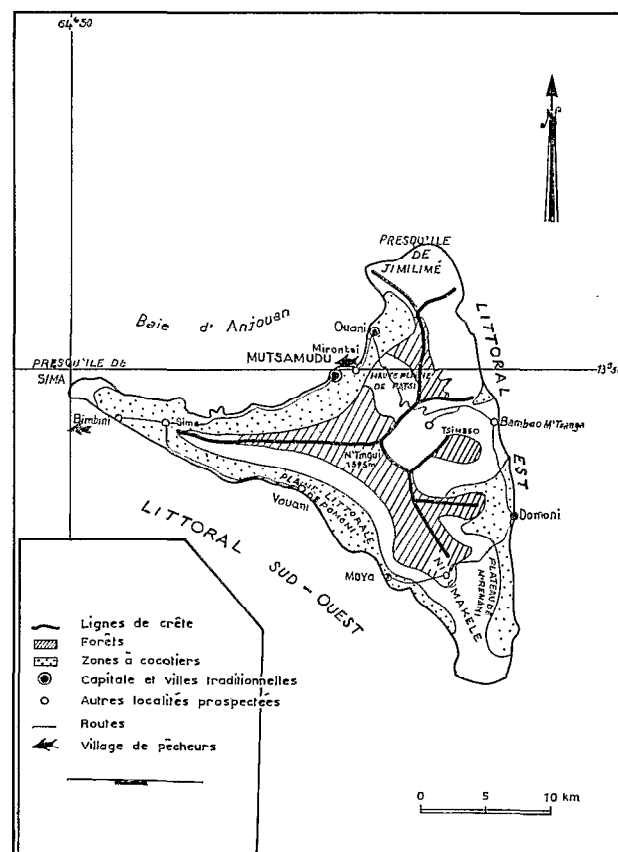 64°30
PRESQU'ILE
DE
JIMILIMÉ
Baie d'Anjouan
Ouani
Mirontsi
MUTSAMUDU
LITTORAL EST
PRESQU'ILE DE
SIMA
HAUTE PLAINE
DE PATSI
Bimbini
Sima
TSIMBEO
Bambao M'Tsanga
N'Tingui
1595m
PLAINE LITTORALE
DE POMONI
Vouani
Domoni
LITTORAL SUD-OUEST
Moya
NIUMAKELE
PLATEAU DE
Lignes de crête
Forêts
Zones à cocotiers
Capitale et villes traditionnelles
Autres localités prospectées
Routes
Village de pêcheurs
0 5 10 km